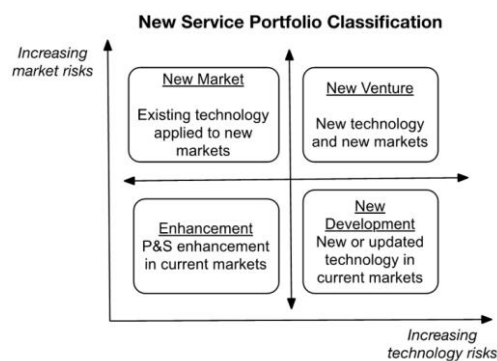 New Service Portfolio Classification
Increasing
market risks
New Market
Existing technology
applied to new
markets
New Venture
New technology
and new markets
Enhancement
P&S enhancement
in current markets
New
Development
New or updated
technology in
current markets
Increasing
technology risks